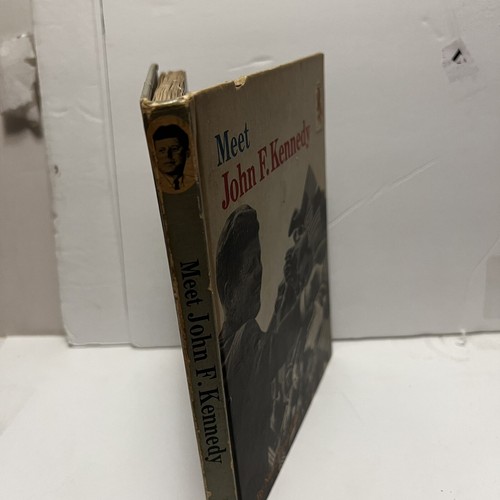 Meet
John F. Kennedy
Meet John F. Kennedy